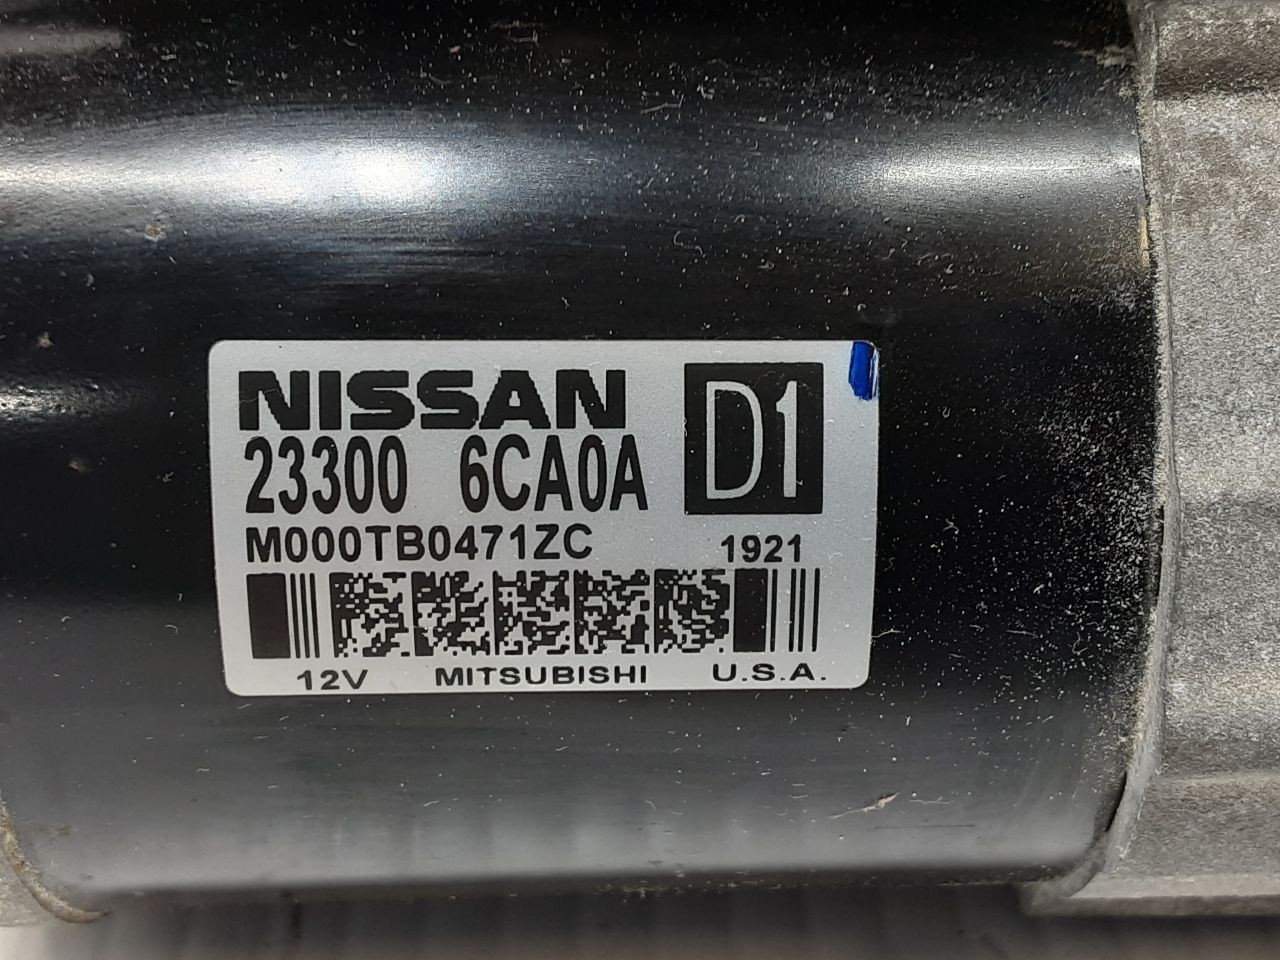 NISSAN D1
23300 6CA0A
M000TB0471ZC 1921
12V MITSUBISHI U.S.A.